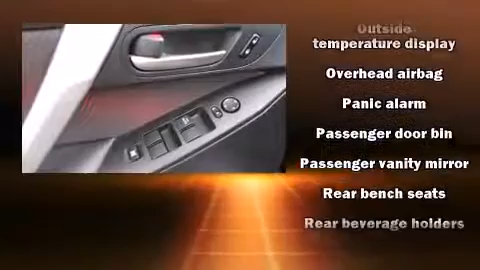 Outside
temperature display
Overhead airbag
Panic alarm
Passenger door bin
Passenger vanity mirror
Rear bench seats
Rear beverage holders